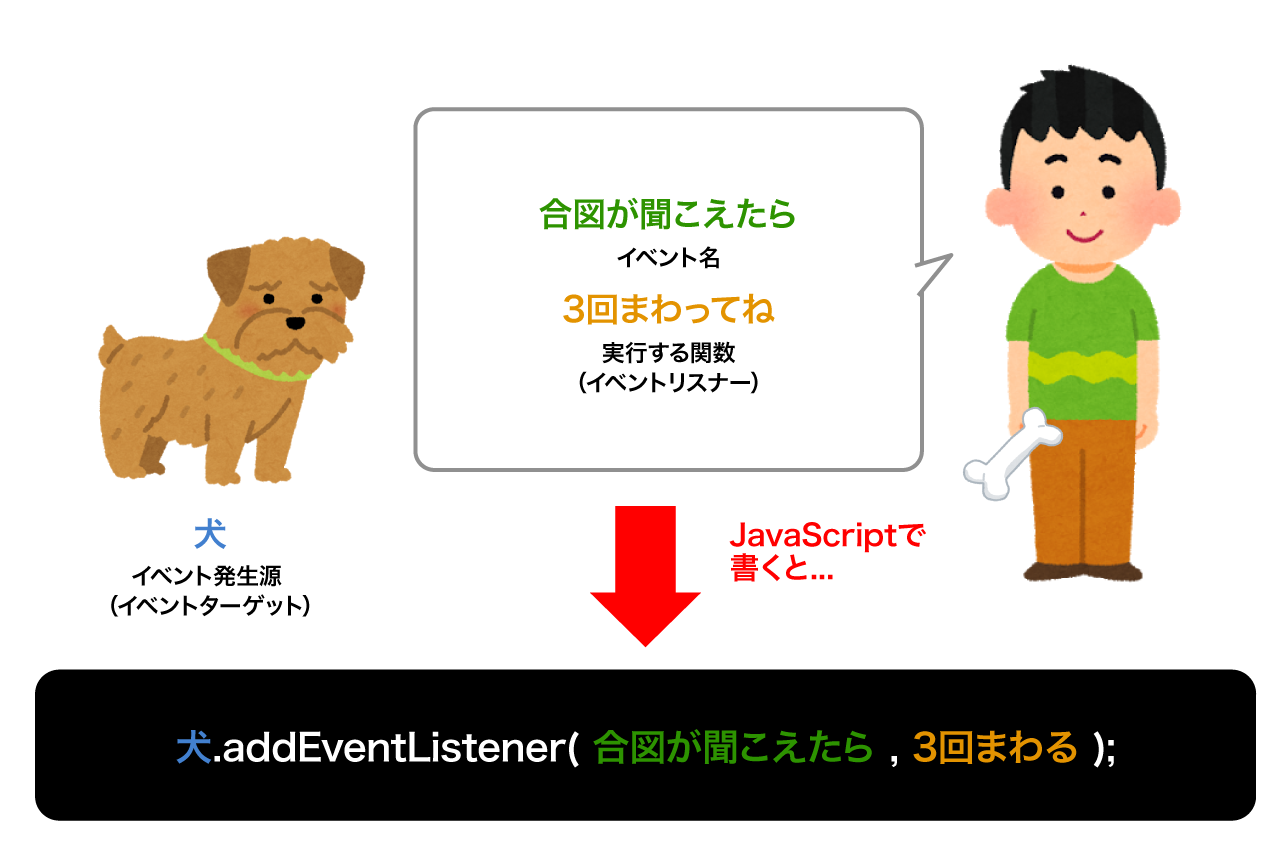 合図が聞こえたら
イベント名
3回まわってね
実行する関数
（イベントリスナー）
犬
イベント発生源
（イベントターゲット）
JavaScriptで
書くと...
犬.addEventListener( 合図が聞こえたら , 3回まわる );